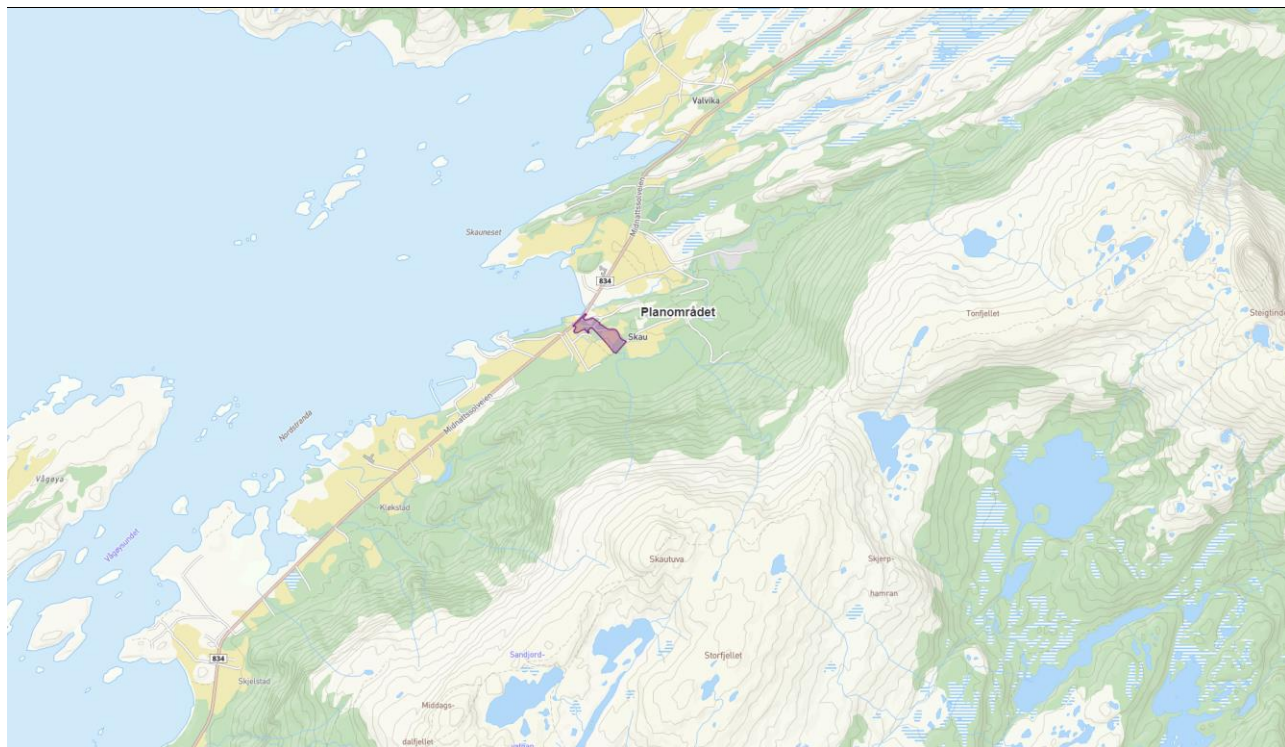 Valvika
Midnattssolveien
Skauneset
834
Planområdet
Skau
Tonfjellet
Steigtind
Nordstranda
Midnattssolveien
Vågøya
Vågøysundet
Kløkstad
Skautuva
Skjerp-
hamran
834
Skjelstad
Sandjord-
Storfjellet
Middags-
dalfjellet